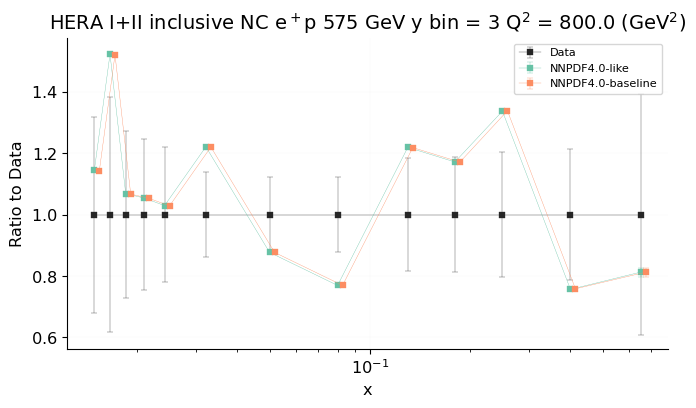 HERA I+II inclusive NC e⁺p 575 GeV y bin = 3 Q² = 800.0 (GeV²)
Data
NNPDF4.0-like
NNPDF4.0-baseline
Ratio to Data
1.4
1.2
1.0
0.8
0.6
10⁻¹
x